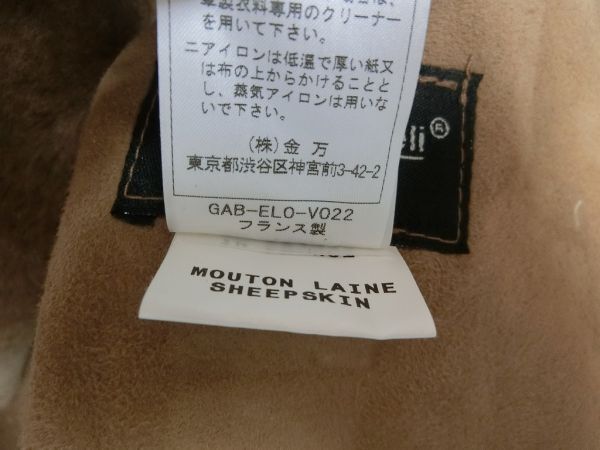 革製衣料専用のクリーナー
を用いて下さい。
ニアイロンは低温で厚い紙又
は布の上からかけることと
し、蒸気アイロンは用いな
いで下さい。
(株)金万
東京都渋谷区神宮前3-42-2
GAB-ELO-V022
フランス製
MOUTON LAINE
SHEEPSKIN
eli®